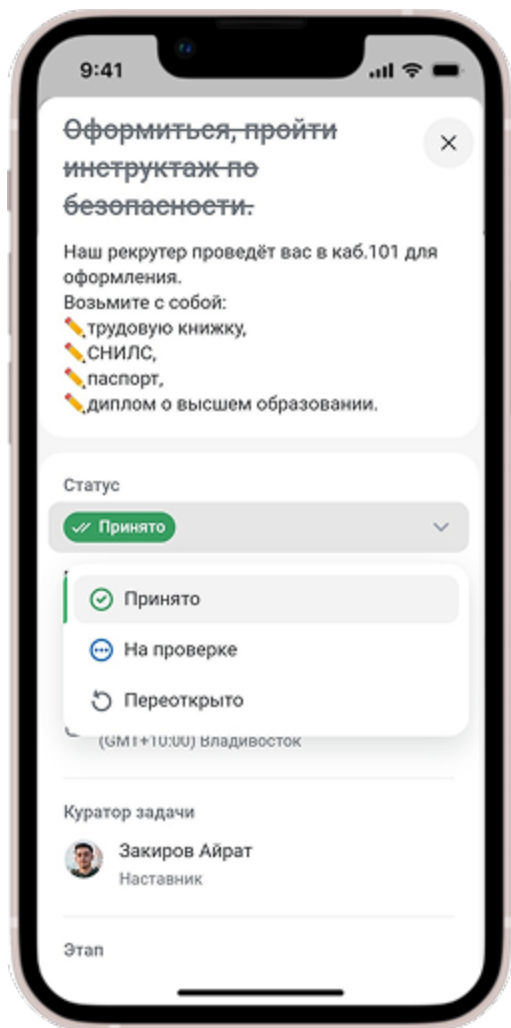 9:41
Оформиться, пройти
инструктаж по
безопасности.
Наш рекрутер проведёт вас в каб.101 для
оформления.
Возьмите с собой:
✏️трудовую книжку,
✏️СНИЛС,
✏️паспорт,
✏️диплом о высшем образовании.
Статус
Принято
Принято
На проверке
Переоткрыто
(GMT+10:00) Владивосток
Куратор задачи
Закиров Айрат
Наставник
Этап